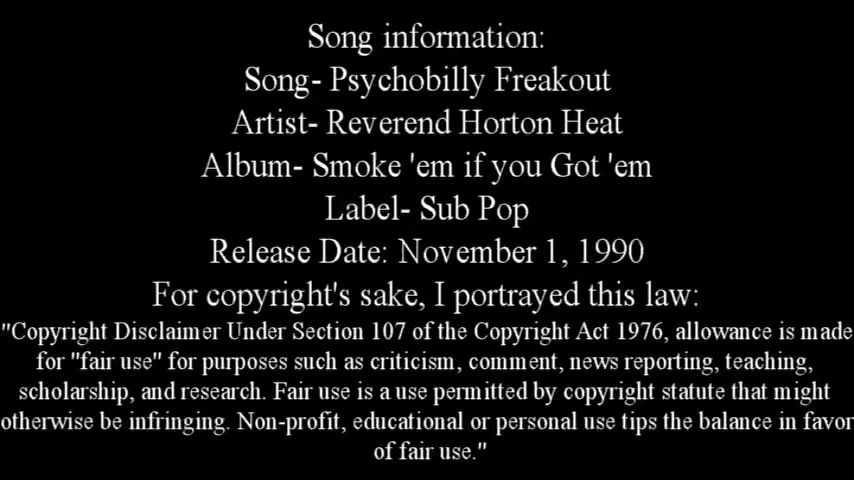 Song information:
Song- Psychobilly Freakout
Artist- Reverend Horton Heat
Album- Smoke 'em if you Got 'em
Label- Sub Pop
Release Date: November 1, 1990
For copyright's sake, I portrayed this law:
"Copyright Disclaimer Under Section 107 of the Copyright Act 1976, allowance is made
for "fair use" for purposes such as criticism, comment, news reporting, teaching,
scholarship, and research. Fair use is a use permitted by copyright statute that might
otherwise be infringing. Non-profit, educational or personal use tips the balance in favor
of fair use."